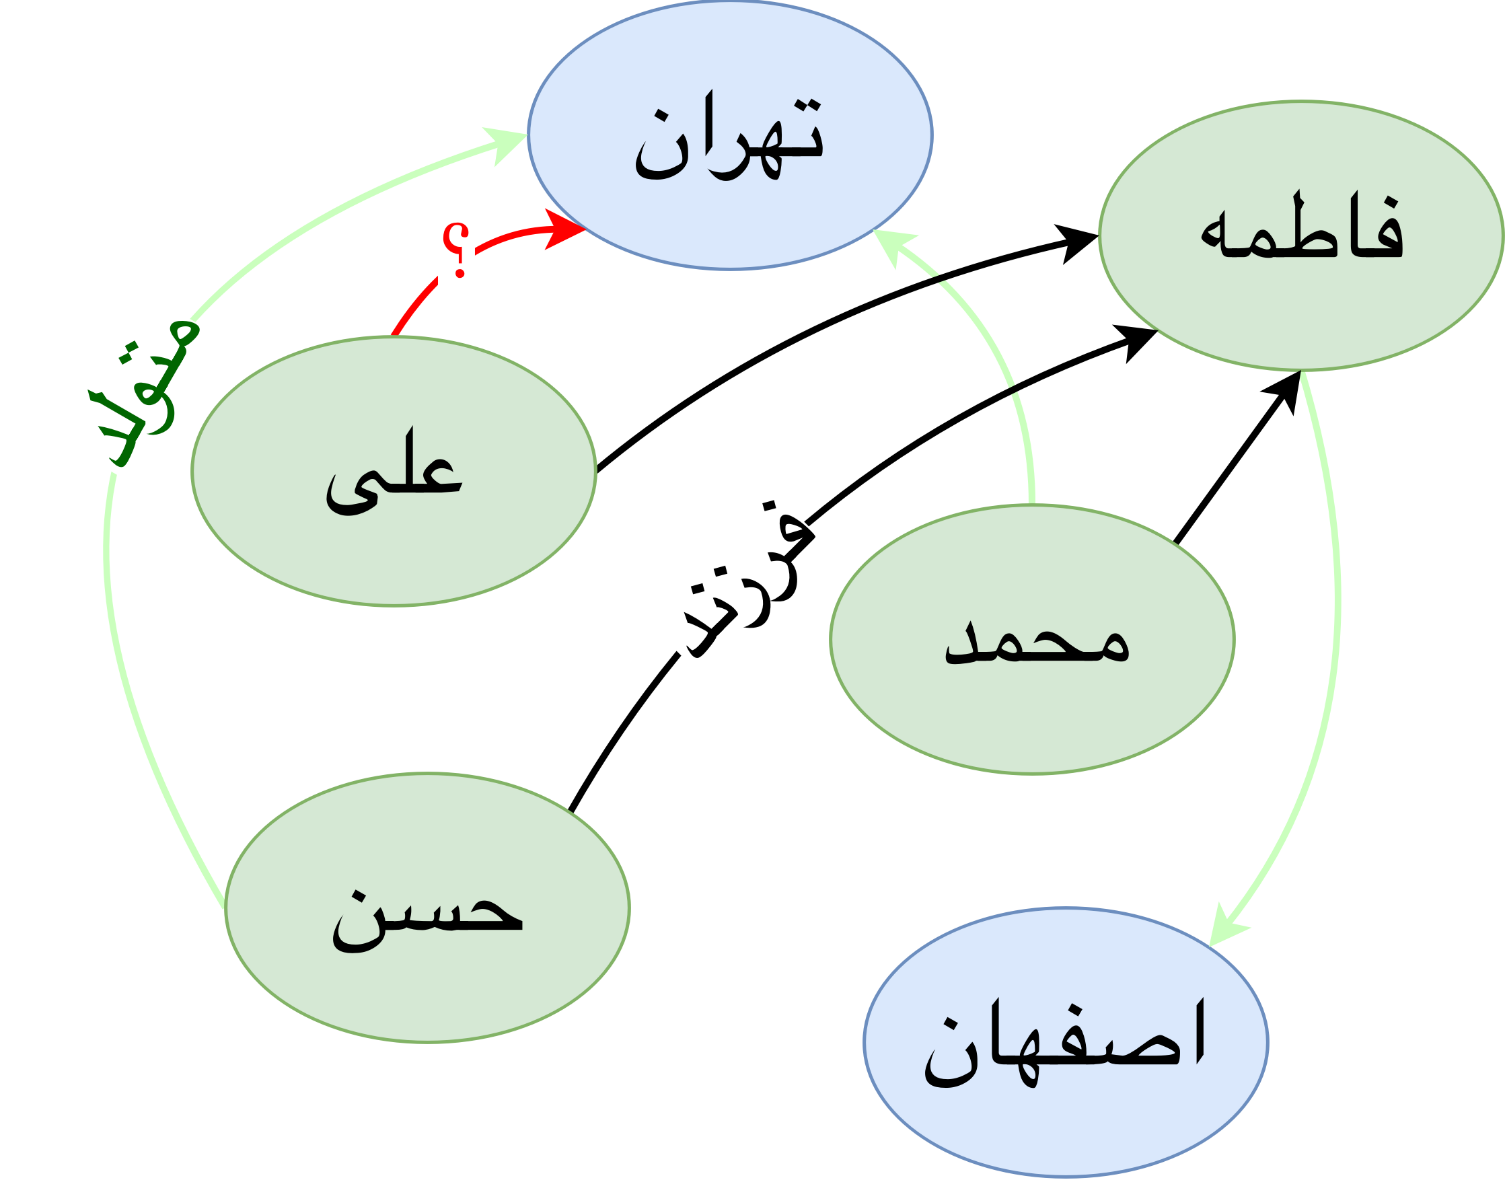 تهران
فاطمه
؟
متولد
علی
فرزند
محمد
حسن
اصفهان